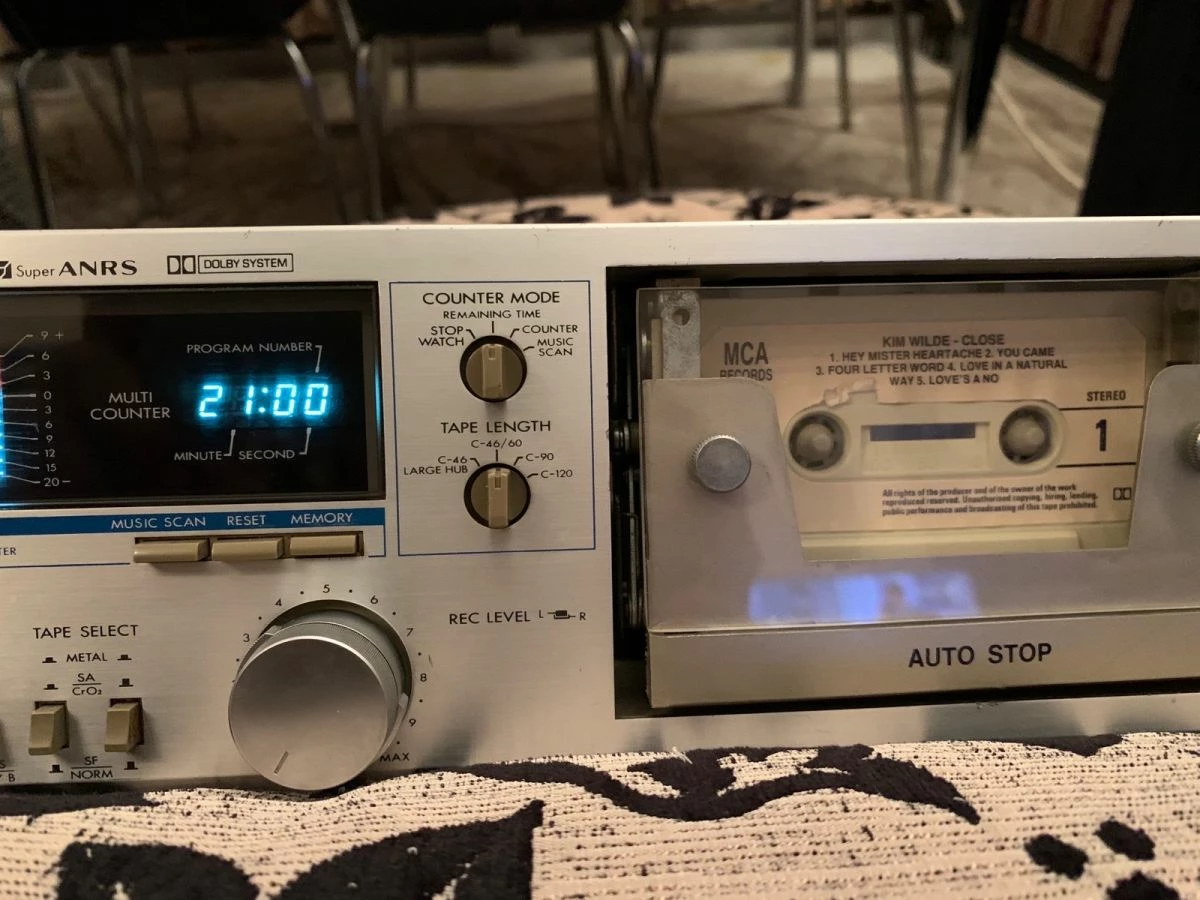 Super ANRS
DOLBY SYSTEM
9 +
6
3
0
3
6
9
12
15
20 -
PROGRAM NUMBER
MULTI
COUNTER
21:00
MINUTE SECOND
MUSIC SCAN RESET MEMORY
TER
COUNTER MODE
REMAINING TIME
STOP
WATCH
COUNTER
MUSIC
SCAN
TAPE LENGTH
C-46/60
C-46
LARGE HUB
C-90
C-120
TAPE SELECT
METAL
SA
CrO₂
SF
NORM
B
3
4
5
6
7
8
9
MAX
REC LEVEL L R
MCA
RECORDS
KIM WILDE - CLOSE
1. HEY MISTER HEARTACHE 2. YOU CAME
3. FOUR LETTER WORD 4. LOVE IN A NATURAL
WAY 5. LOVE'S A NO
STEREO
1
All rights of the producer and of the owner of the work
reproduced reserved. Unauthorised copying, hiring, lending,
public performance and broadcasting of this tape prohibited.
AUTO STOP